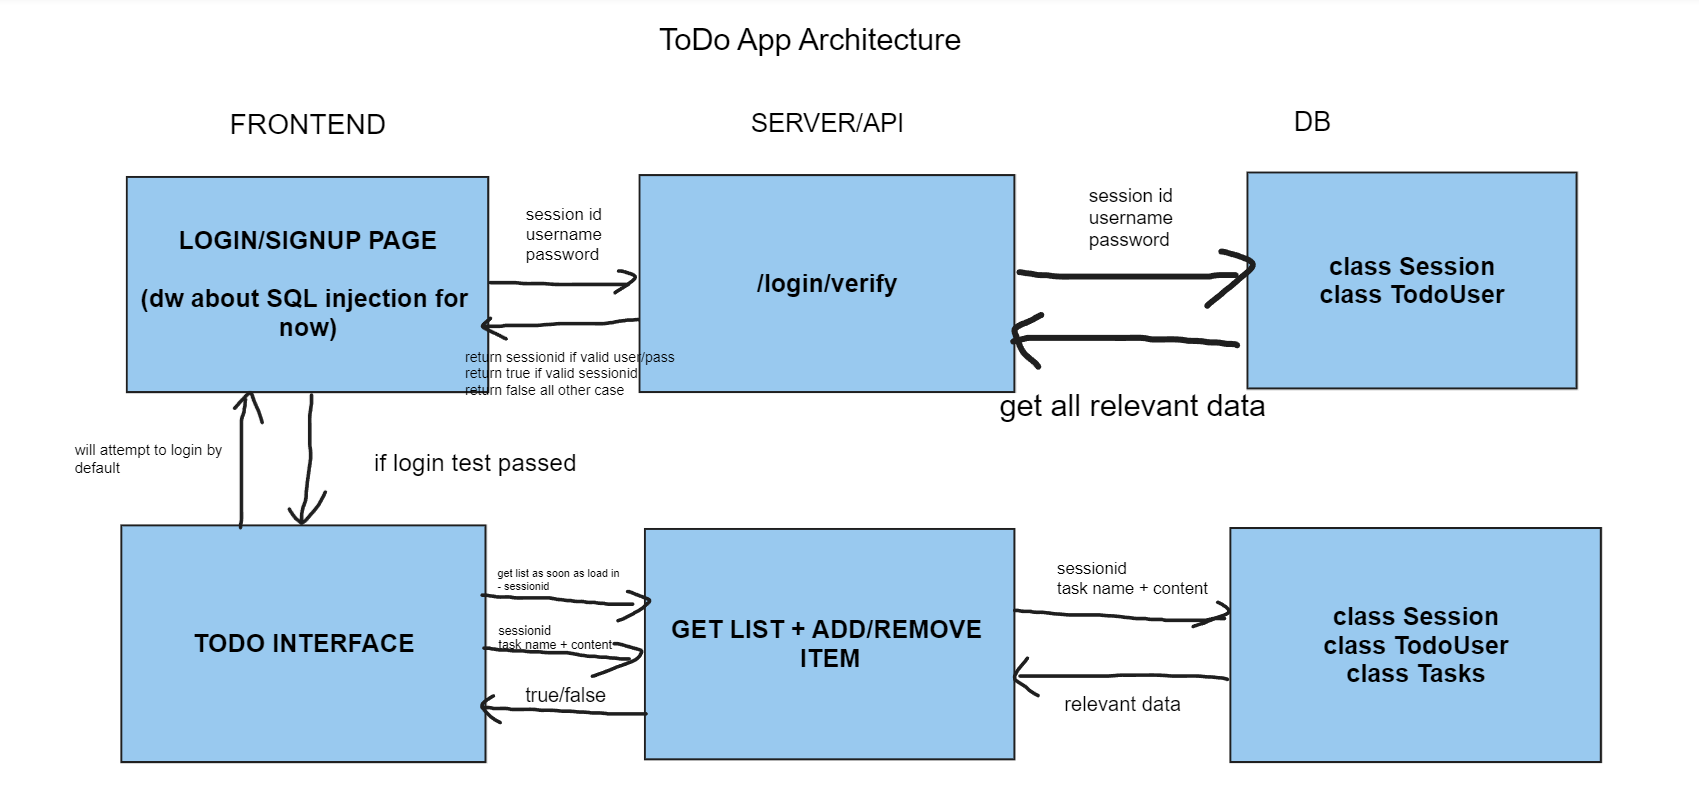 ToDo App Architecture
FRONTEND
SERVER/API
DB
LOGIN/SIGNUP PAGE
(dw about SQL injection for
now)
session id
username
password
return sessionid if valid user/pass
return true if valid sessionid
return false all other case
/login/verify
session id
username
password
get all relevant data
class Session
class TodoUser
will attempt to login by
default
if login test passed
TODO INTERFACE
get list as soon as load in
- sessionid
sessionid
task name + content
true/false
GET LIST + ADD/REMOVE
ITEM
sessionid
task name + content
relevant data
class Session
class TodoUser
class Tasks